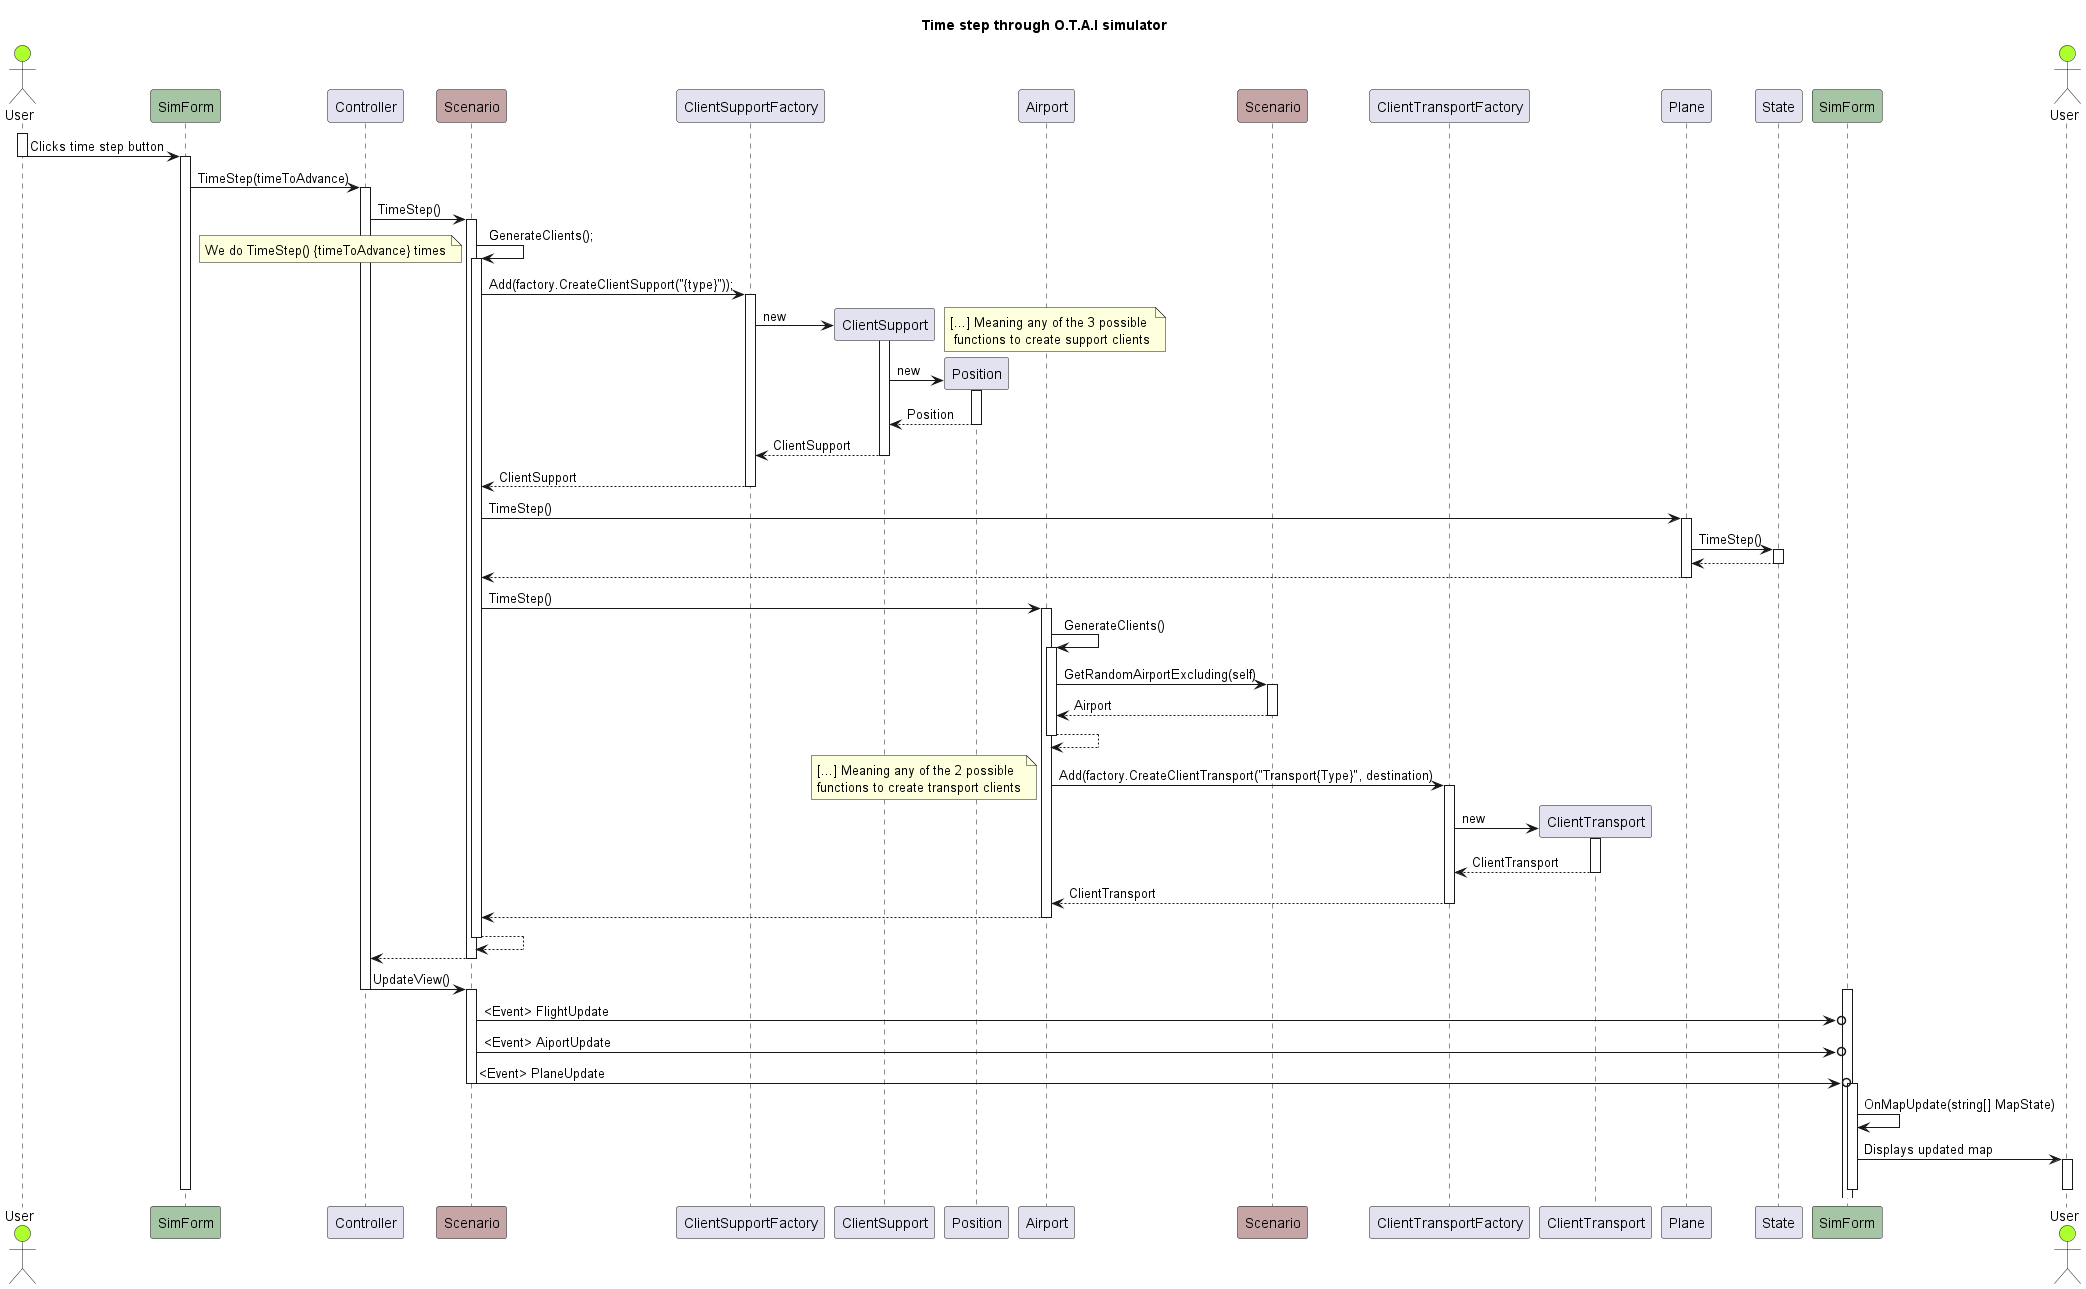 Time step through O.T.A.I simulator
User
SimForm
Controller
Scenario
ClientSupportFactory
Airport
Scenario
ClientTransportFactory
Plane
State
SimForm
User
Clicks time step button
TimeStep(timeToAdvance)
TimeStep()
GenerateClients();
We do TimeStep() {timeToAdvance} times
Add(factory.CreateClientSupport("{type}"));
new
ClientSupport
[...] Meaning any of the 3 possible
functions to create support clients
new
Position
Position
ClientSupport
ClientSupport
TimeStep()
TimeStep()
TimeStep()
GenerateClients()
GetRandomAirportExcluding(self)
Airport
[...] Meaning any of the 2 possible
functions to create transport clients
Add(factory.CreateClientTransport("Transport{Type}", destination)
new
ClientTransport
ClientTransport
ClientTransport
UpdateView()
<Event> FlightUpdate
<Event> AiportUpdate
<Event> PlaneUpdate
OnMapUpdate(string[] MapState)
Displays updated map
User
SimForm
Controller
Scenario
ClientSupportFactory
ClientSupport
Position
Airport
Scenario
ClientTransportFactory
ClientTransport
Plane
State
SimForm
User